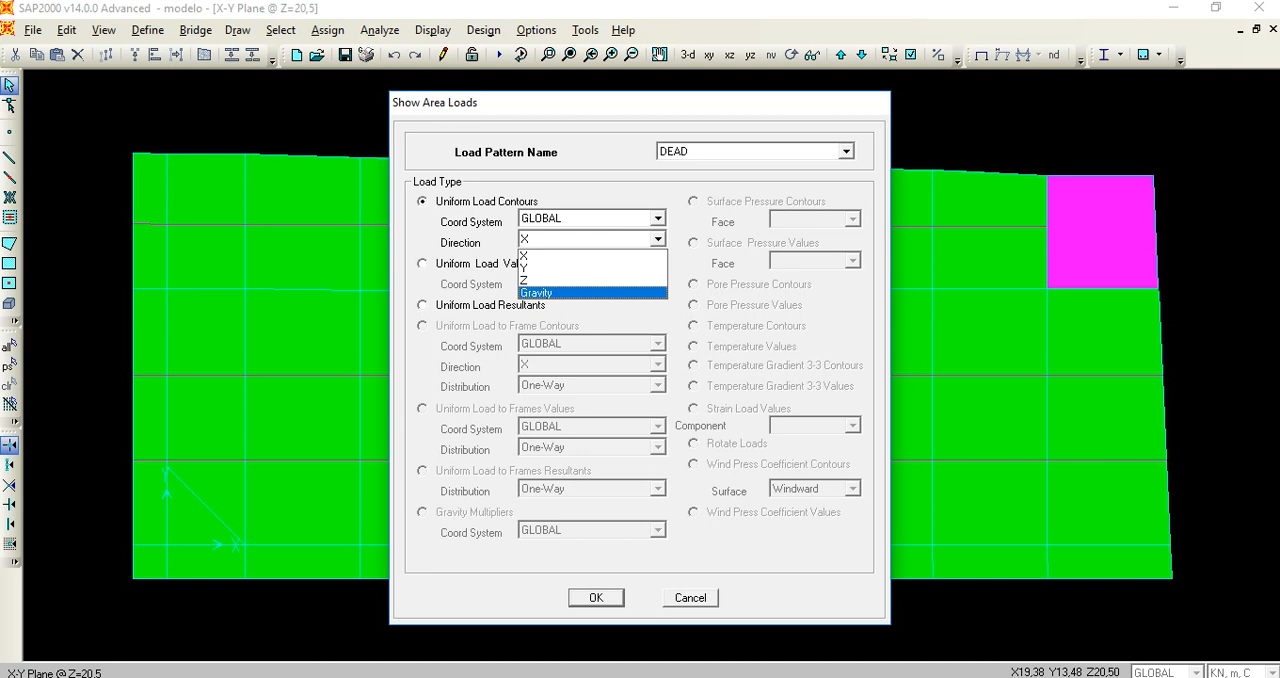 SAP2000 v14.0.0 Advanced - modelo - [X-Y Plane @ Z=20,5]
File Edit View Define Bridge Draw Select Assign Analyze Display Design Options Tools Help
3-d xy xz yz nv nd
Show Area Loads
Load Pattern Name DEAD
Load Type
Uniform Load Contours
Coord System GLOBAL
Direction X
X
Y
Z
Gravity
Uniform Load Val
Coord System
Uniform Load Resultants
Uniform Load to Frame Contours
Coord System GLOBAL
Direction X
Distribution One-Way
Uniform Load to Frames Values
Coord System GLOBAL
Distribution One-Way
Uniform Load to Frames Resultants
Distribution One-Way
Gravity Multipliers
Coord System GLOBAL
Surface Pressure Contours
Face
Surface Pressure Values
Face
Pore Pressure Contours
Pore Pressure Values
Temperature Contours
Temperature Values
Temperature Gradient 3-3 Contours
Temperature Gradient 3-3 Values
Strain Load Values
Component
Rotate Loads
Wind Press Coefficient Contours
Surface Windward
Wind Press Coefficient Values
OK Cancel
all
ps
clr
Y
X
X-Y Plane @ Z=20,5 X19,38 Y13,48 Z20,50 GLOBAL KN, m, C